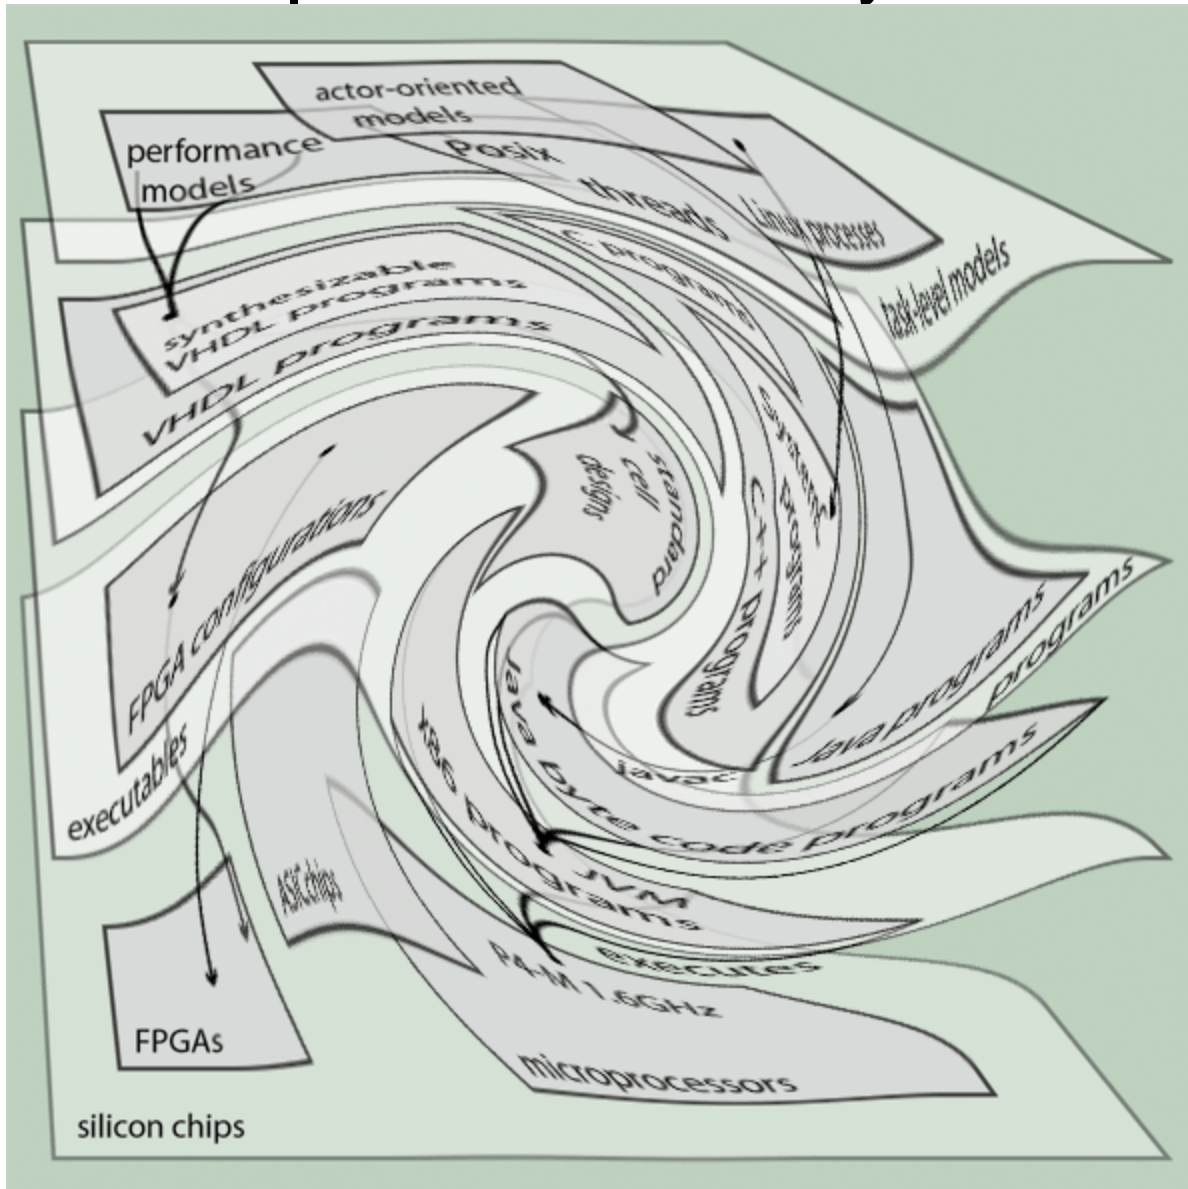 actor-oriented
models
performance
models
Posix
threads
Linux processes
task-level models
C programs
synthesizable
VHDL programs
VHDL programs
SystemC
programs
standard
cell
designs
C++ programs
FPGA configurations
Java programs
programs
executables
javac
Java byte code programs
x86 programs
JVM
ASIC chips
executes
P4-M 1.6GHz
FPGAs
microprocessors
silicon chips